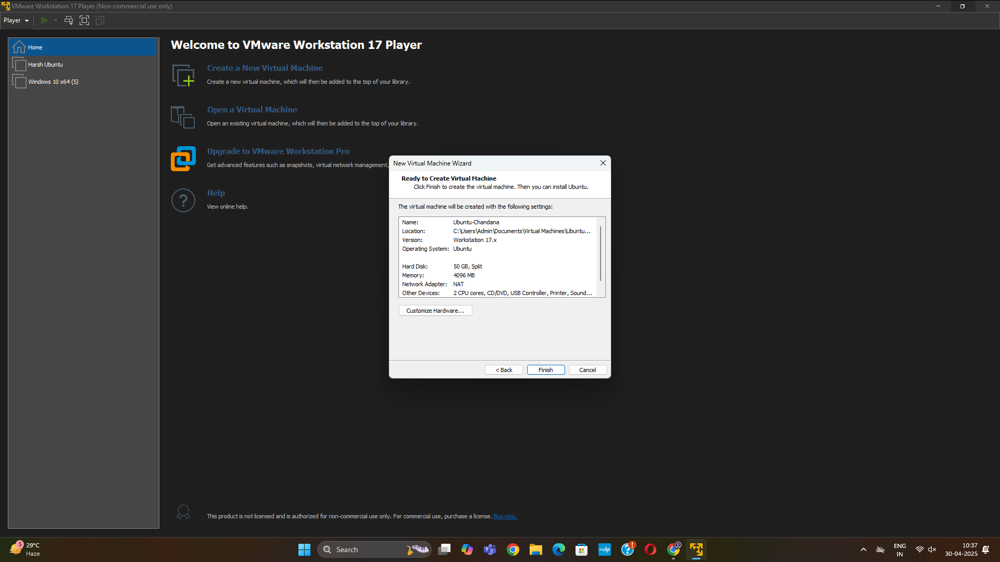 VMware Workstation 17 Player (Non-commercial use only)
Player
Home
Harsh Ubuntu
Windows 10 x64 (5)
Welcome to VMware Workstation 17 Player
Create a New Virtual Machine
Create a new virtual machine, which will then be added to the top of your library.
Open a Virtual Machine
Open an existing virtual machine, which will then be added to the top of your library.
Upgrade to VMware Workstation Pro
Get advanced features such as snapshots, virtual network management,
Help
View online help.
New Virtual Machine Wizard
Ready to Create Virtual Machine
Click Finish to create the virtual machine. Then you can install Ubuntu.
The virtual machine will be created with the following settings:
Name: Ubuntu-Chandana
Location: C:\Users\Admin\Documents\Virtual Machines\Ubuntu...
Version: Workstation 17.x
Operating System: Ubuntu
Hard Disk: 50 GB, Split
Memory: 4096 MB
Network Adapter: NAT
Other Devices: 2 CPU cores, CD/DVD, USB Controller, Printer, Sound...
Customize Hardware...
< Back Finish Cancel
This product is not licensed and is authorized for non-commercial use only. For commercial use, purchase a license. Buy now.
5
29°C
Haze
Search
myhp
ENG
IN
10:37
30-04-2025